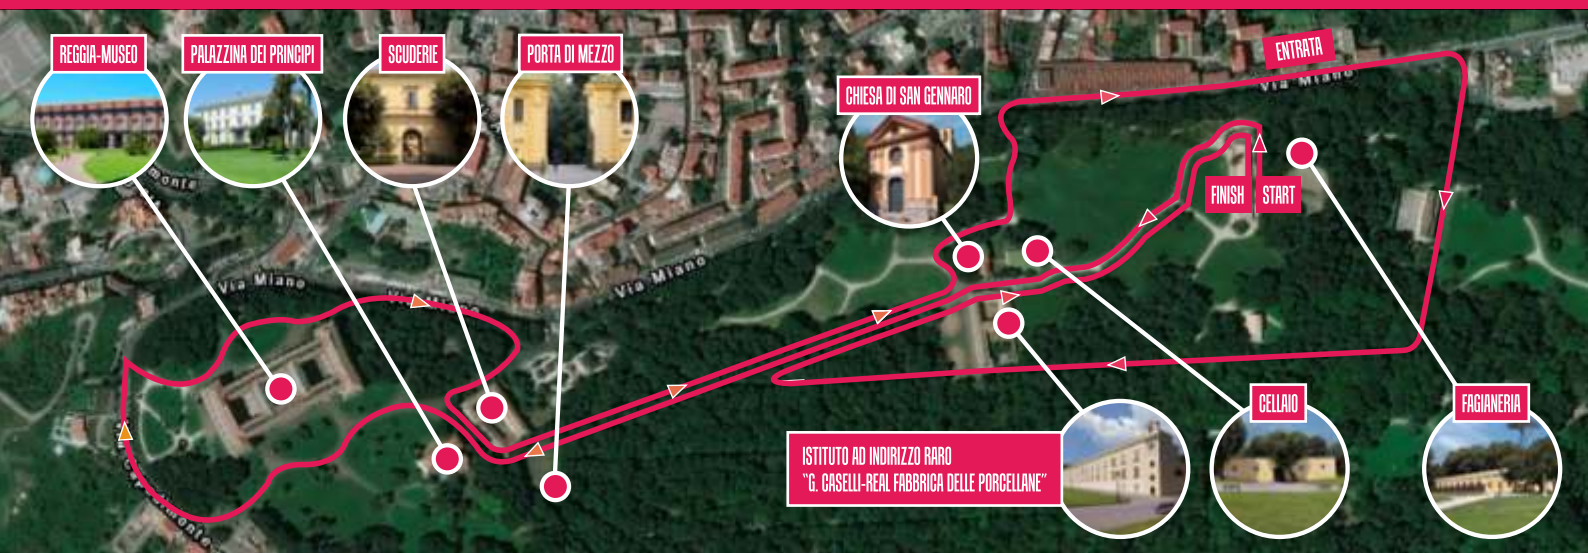 REGGIA-MUSEO
PALAZZINA DEI PRINCIPI
SCUDERIE
PORTA DI MEZZO
CHIESA DI SAN GENNARO
ENTRATA
Via Miano
FINISH
START
Via Miano
Via Miano
ISTITUTO AD INDIRIZZO RARO
“G. CASELLI-REAL FABBRICA DELLE PORCELLANE”
CELLAIO
FAGIANERIA